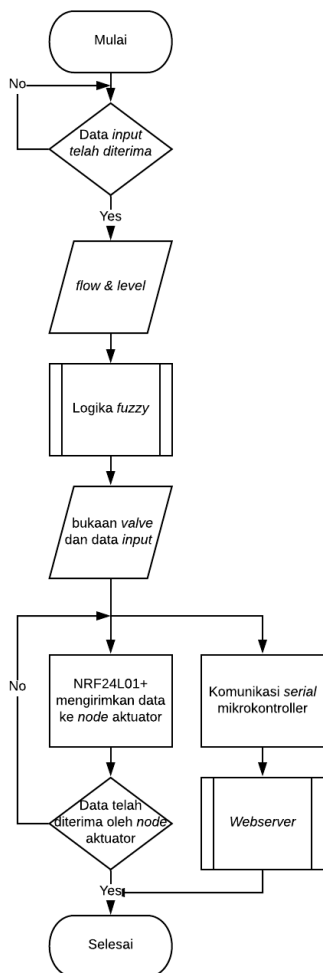 Mulai
No
Data input
telah diterima
Yes
flow & level
Logika fuzzy
bukaan valve
dan data input
No
NRF24L01+
mengirimkan data
ke node aktuator
Komunikasi serial
mikrokontroller
Data telah
diterima oleh node
aktuator
Webserver
Yes
Selesai